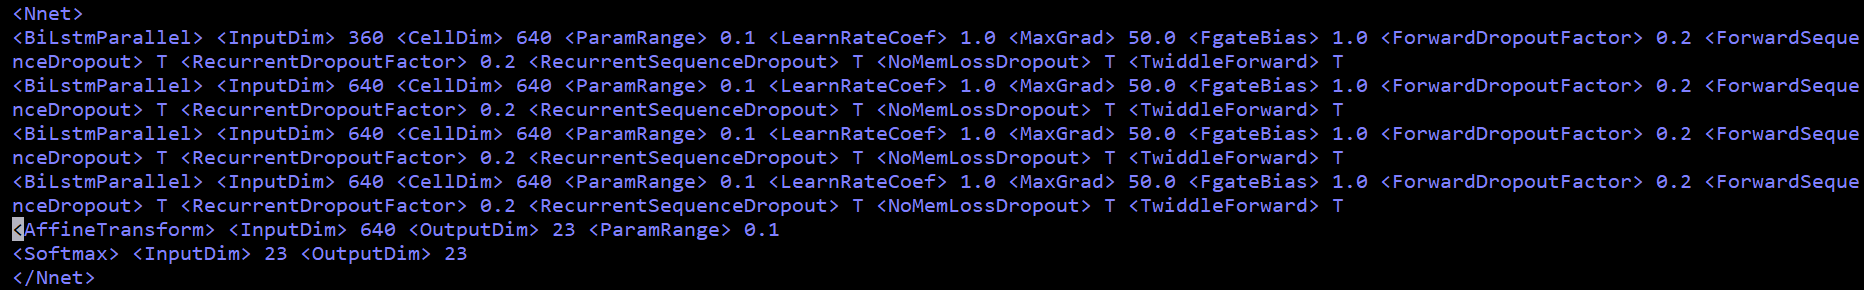 <Nnet>
<BiLstmParallel> <InputDim> 360 <CellDim> 640 <ParamRange> 0.1 <LearnRateCoef> 1.0 <MaxGrad> 50.0 <FgateBias> 1.0 <ForwardDropoutFactor> 0.2 <ForwardSeque
nceDropout> T <RecurrentDropoutFactor> 0.2 <RecurrentSequenceDropout> T <NoMemLossDropout> T <TwiddleForward> T
<BiLstmParallel> <InputDim> 640 <CellDim> 640 <ParamRange> 0.1 <LearnRateCoef> 1.0 <MaxGrad> 50.0 <FgateBias> 1.0 <ForwardDropoutFactor> 0.2 <ForwardSeque
nceDropout> T <RecurrentDropoutFactor> 0.2 <RecurrentSequenceDropout> T <NoMemLossDropout> T <TwiddleForward> T
<BiLstmParallel> <InputDim> 640 <CellDim> 640 <ParamRange> 0.1 <LearnRateCoef> 1.0 <MaxGrad> 50.0 <FgateBias> 1.0 <ForwardDropoutFactor> 0.2 <ForwardSeque
nceDropout> T <RecurrentDropoutFactor> 0.2 <RecurrentSequenceDropout> T <NoMemLossDropout> T <TwiddleForward> T
<BiLstmParallel> <InputDim> 640 <CellDim> 640 <ParamRange> 0.1 <LearnRateCoef> 1.0 <MaxGrad> 50.0 <FgateBias> 1.0 <ForwardDropoutFactor> 0.2 <ForwardSeque
nceDropout> T <RecurrentDropoutFactor> 0.2 <RecurrentSequenceDropout> T <NoMemLossDropout> T <TwiddleForward> T
<AffineTransform> <InputDim> 640 <OutputDim> 23 <ParamRange> 0.1
<Softmax> <InputDim> 23 <OutputDim> 23
</Nnet>